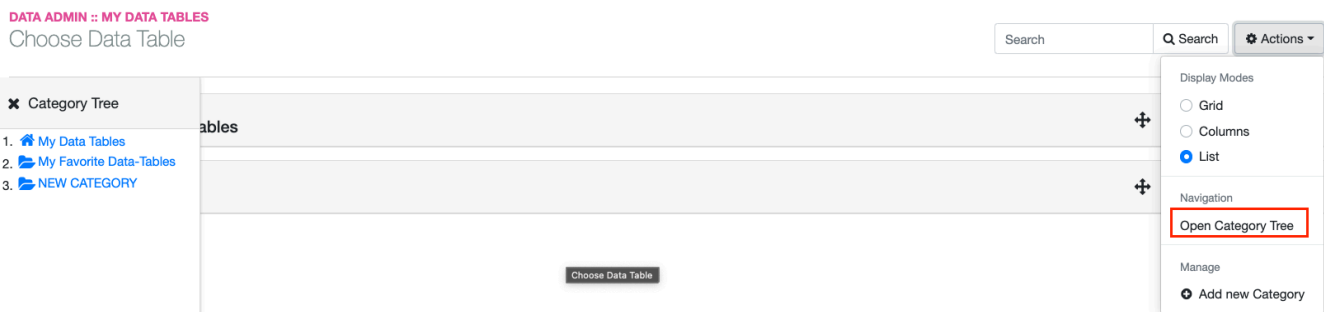 DATA ADMIN :: MY DATA TABLES
Choose Data Table
Search
Search
Actions
Display Modes
Grid
Columns
List
Navigation
Open Category Tree
Manage
Add new Category
Category Tree
1. My Data Tables
2. My Favorite Data-Tables
3. NEW CATEGORY
ables
Choose Data Table